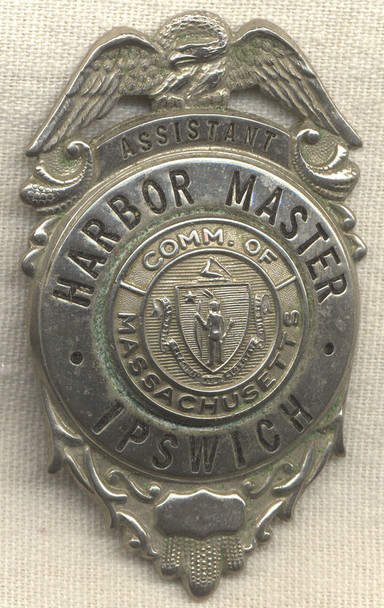 ASSISTANT
HARBOR MASTER
COMM. OF
MASSACHUSETTS
IPSWICH